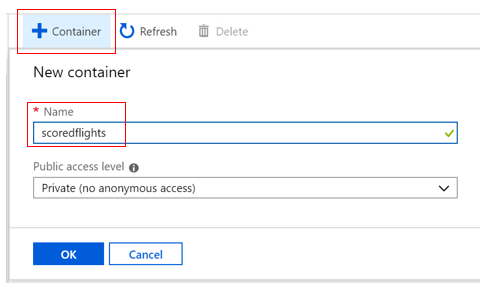 Container Refresh Delete
New container
* Name
scoredflights
Public access level
Private (no anonymous access)
OK Cancel